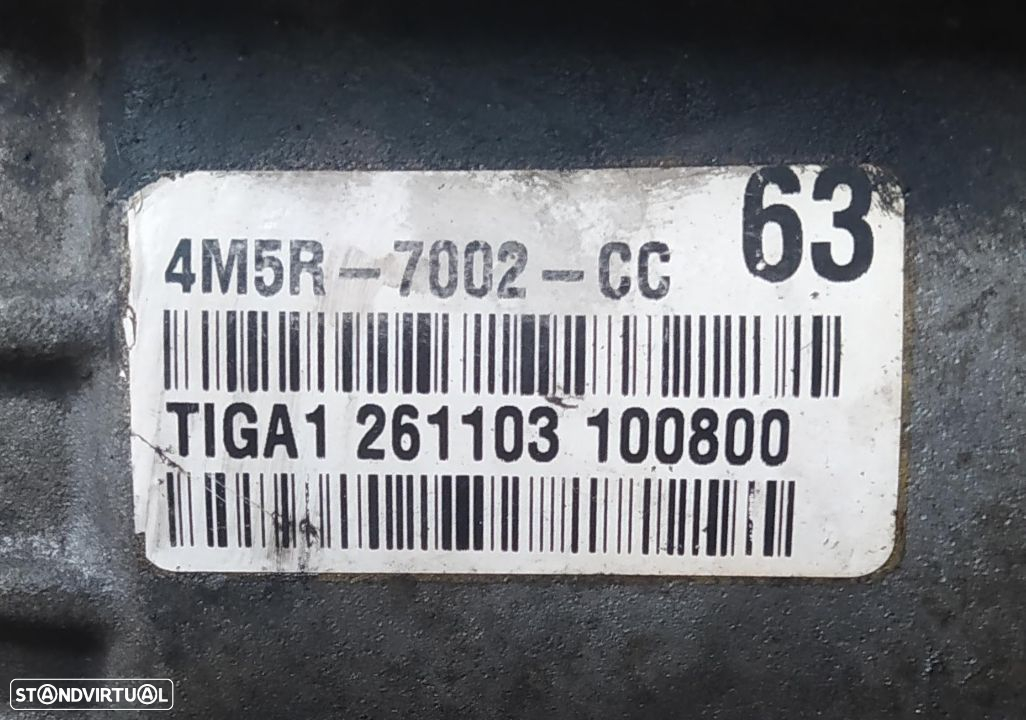 63
4M5R-7002-CC
TIGA1 261103 100800
STANDVIRTUAL